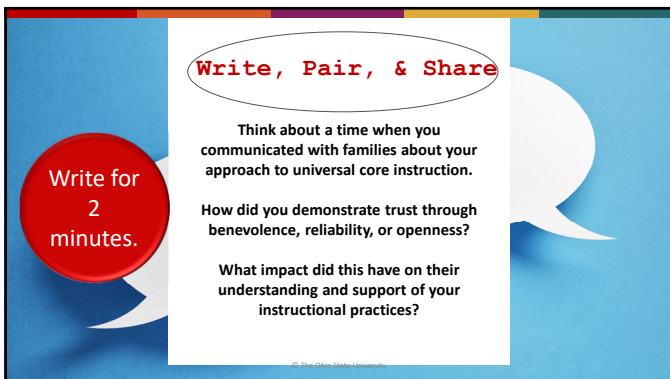 Write, Pair, & Share
Write for
2
minutes.
Think about a time when you
communicated with families about your
approach to universal core instruction.
How did you demonstrate trust through
benevolence, reliability, or openness?
What impact did this have on their
understanding and support of your
instructional practices?
© The Ohio State University